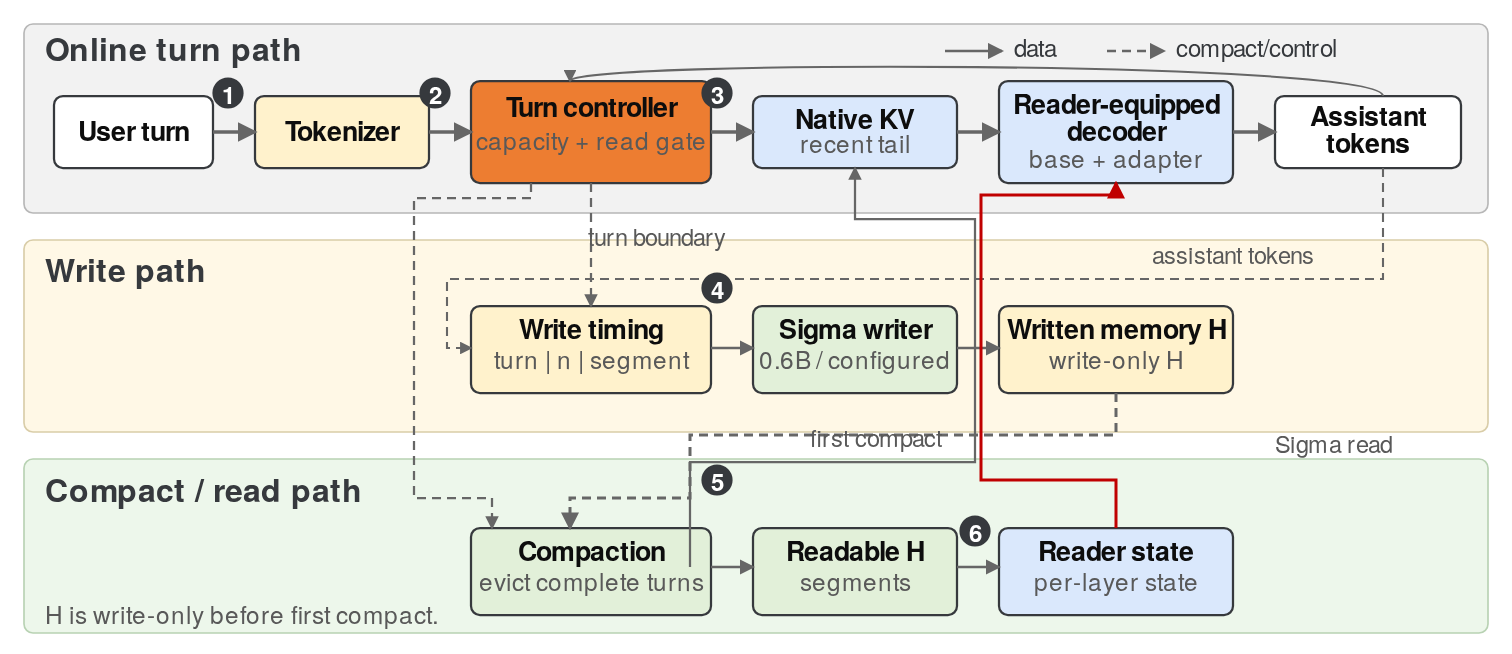 Online turn path
data
compact/control
1
2
3
User turn
Tokenizer
Turn controller
capacity + read gate
Native KV
recent tail
Reader-equipped
decoder
base + adapter
Assistant
tokens
turn boundary
Write path
assistant tokens
4
Write timing
turn | n | segment
Sigma writer
0.6B / configured
Written memory H
write-only H
first compact
Sigma read
Compact / read path
5
6
Compaction
evict complete turns
Readable H
segments
Reader state
per-layer state
H is write-only before first compact.